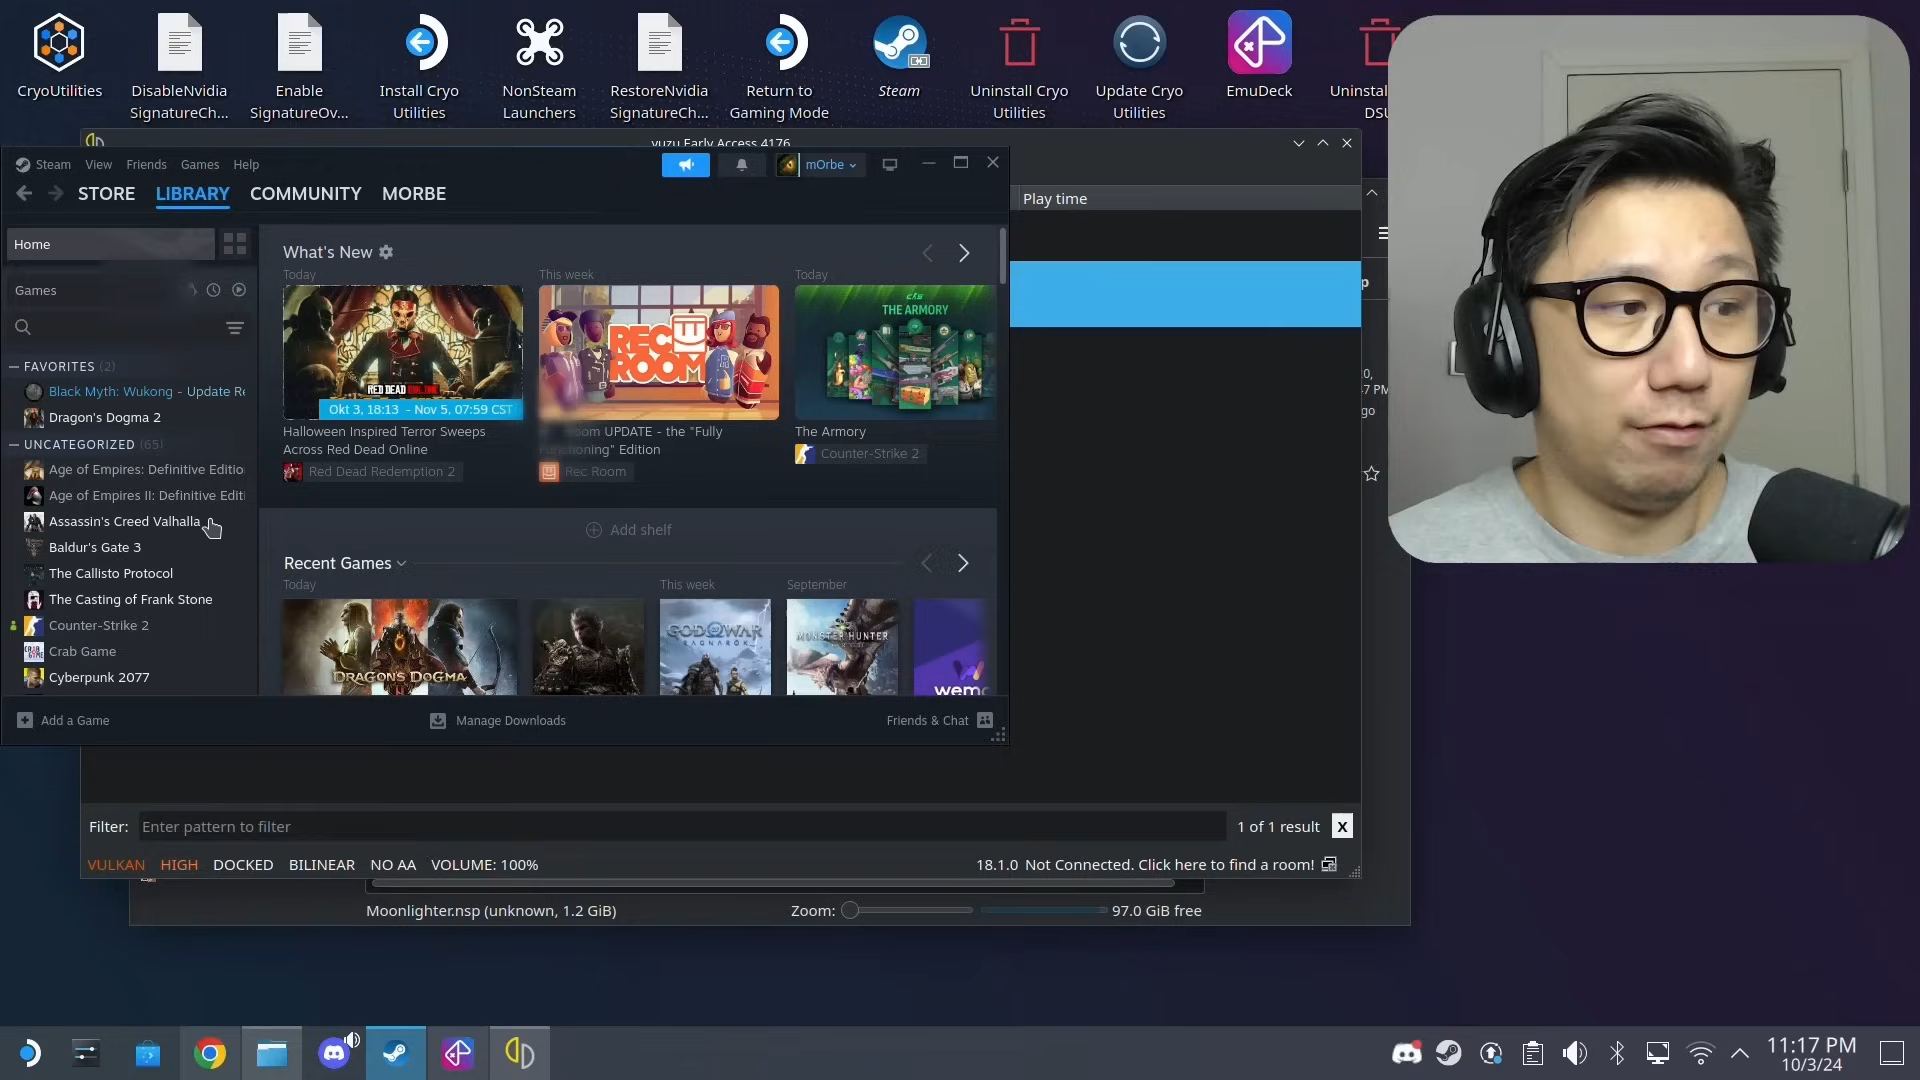 CryoUtilities
DisableNvidia
SignatureCh...
Enable
SignatureOv...
Install Cryo
Utilities
NonSteam
Launchers
RestoreNvidia
SignatureCh...
Return to
Gaming Mode
Steam
Uninstall Cryo
Utilities
Update Cryo
Utilities
EmuDeck
yuzu Early Access 4176
Steam View Friends Games Help
mOrbe
STORE LIBRARY COMMUNITY MORBE
Play time
Home
Games
What's New
Today
This week
Today
REC ROOM
CS2
THE ARMORY
RED DEAD ONLINE
Okt 3, 18:13 - Nov 5, 07:59 CST
Halloween Inspired Terror Sweeps
Across Red Dead Online
Red Dead Redemption 2
UPDATE - the "Fully
Edition
Rec Room
The Armory
Counter-Strike 2
FAVORITES (2)
Black Myth: Wukong - Update Re
Dragon's Dogma 2
UNCATEGORIZED (65)
Age of Empires: Definitive Editio
Age of Empires II: Definitive Edit
Assassin's Creed Valhalla
Baldur's Gate 3
The Callisto Protocol
The Casting of Frank Stone
Counter-Strike 2
Crab Game
Cyberpunk 2077
Add shelf
Recent Games
Today
This week
September
DRAGON'S DOGMA
GOD OF WAR
RAGNARÖK
MONSTER HUNTER
wemo
Add a Game
Manage Downloads
Friends & Chat
Filter: Enter pattern to filter
1 of 1 result X
VULKAN HIGH DOCKED BILINEAR NO AA VOLUME: 100%
18.1.0 Not Connected. Click here to find a room!
Moonlighter.nsp (unknown, 1.2 GiB)
Zoom:
97.0 GiB free
11:17 PM
10/3/24